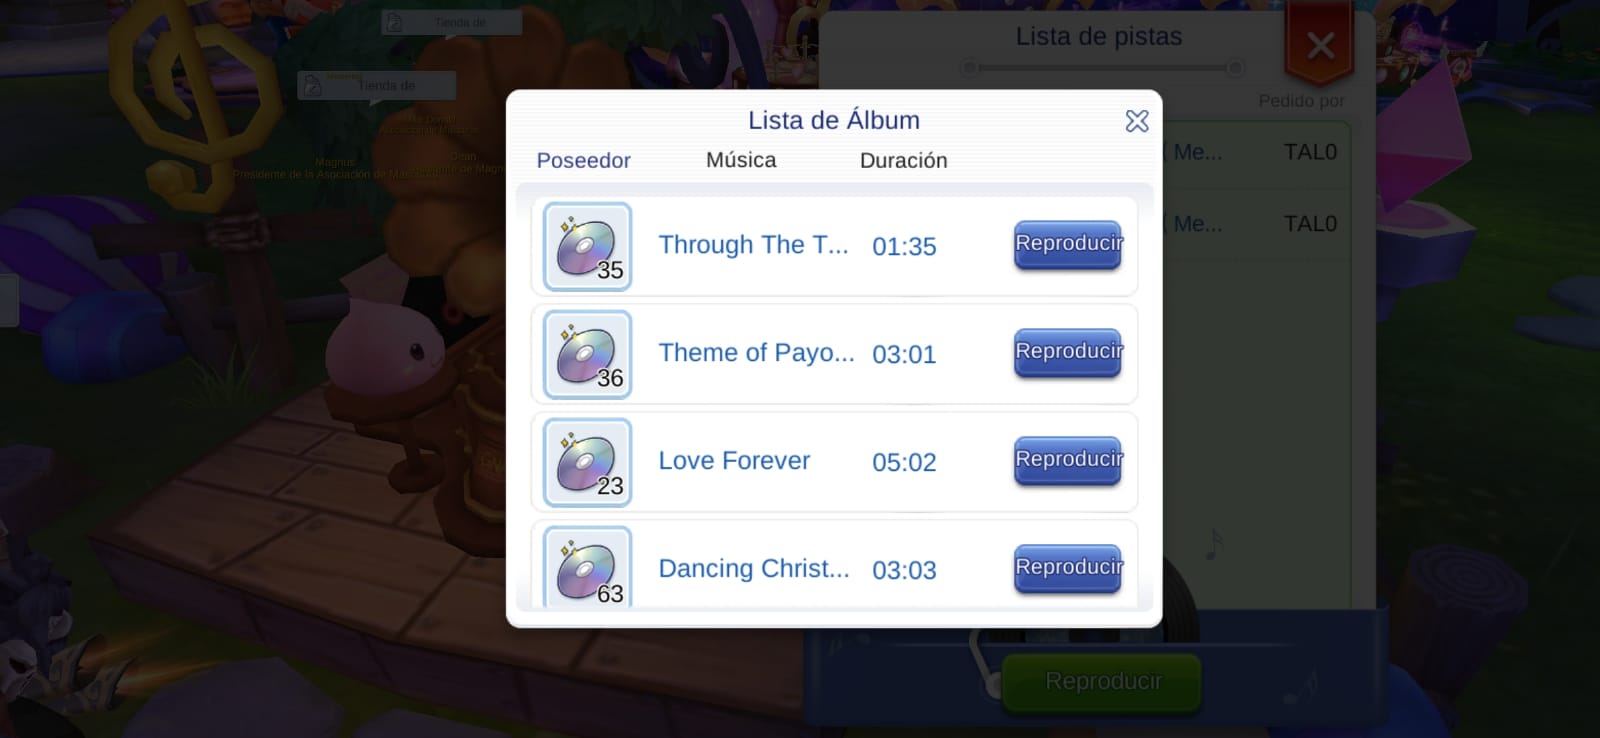 Tienda de
Tienda de
Magnus
Presidente de la Asociación de
Dean
Lista de pistas
Pedido por
Me...
TAL0
Me...
TAL0
Lista de Álbum
Poseedor
Música
Duración
35
Through The T...
01:35
Reproducir
36
Theme of Payo...
03:01
Reproducir
23
Love Forever
05:02
Reproducir
63
Dancing Christ...
03:03
Reproducir
Reproducir